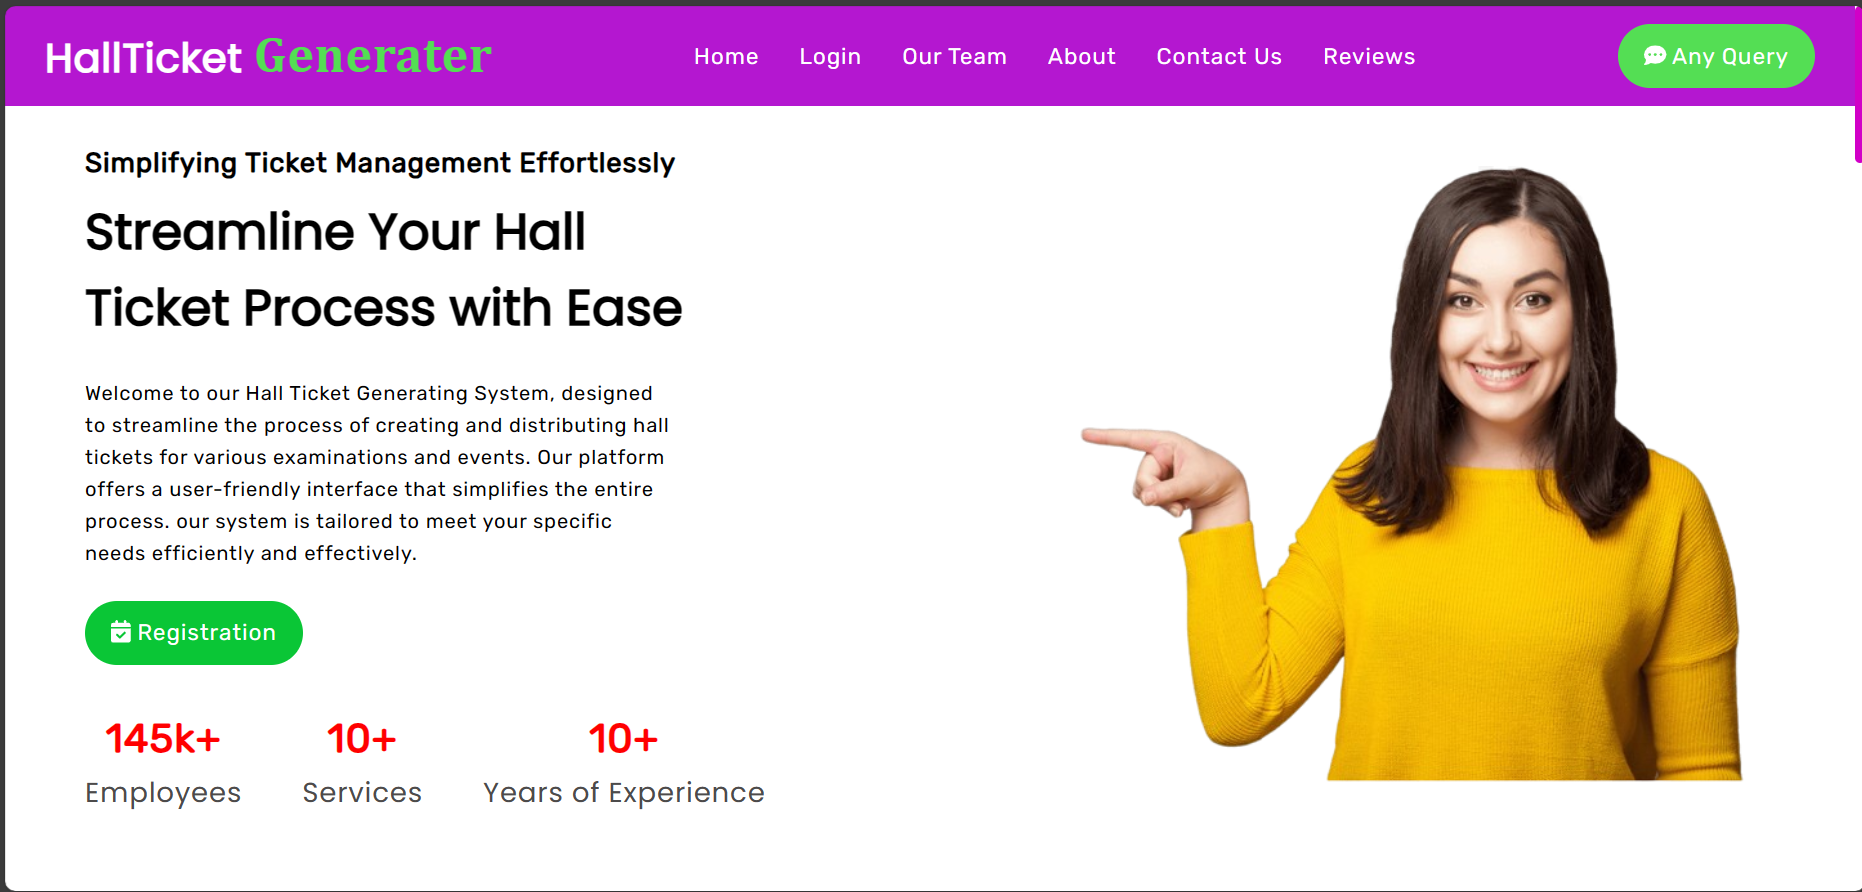 HallTicket Generater
Home Login Our Team About Contact Us Reviews
Any Query
Simplifying Ticket Management Effortlessly
Streamline Your Hall
Ticket Process with Ease
Welcome to our Hall Ticket Generating System, designed
to streamline the process of creating and distributing hall
tickets for various examinations and events. Our platform
offers a user-friendly interface that simplifies the entire
process. our system is tailored to meet your specific
needs efficiently and effectively.
Registration
145k+ 10+ 10+
Employees Services Years of Experience